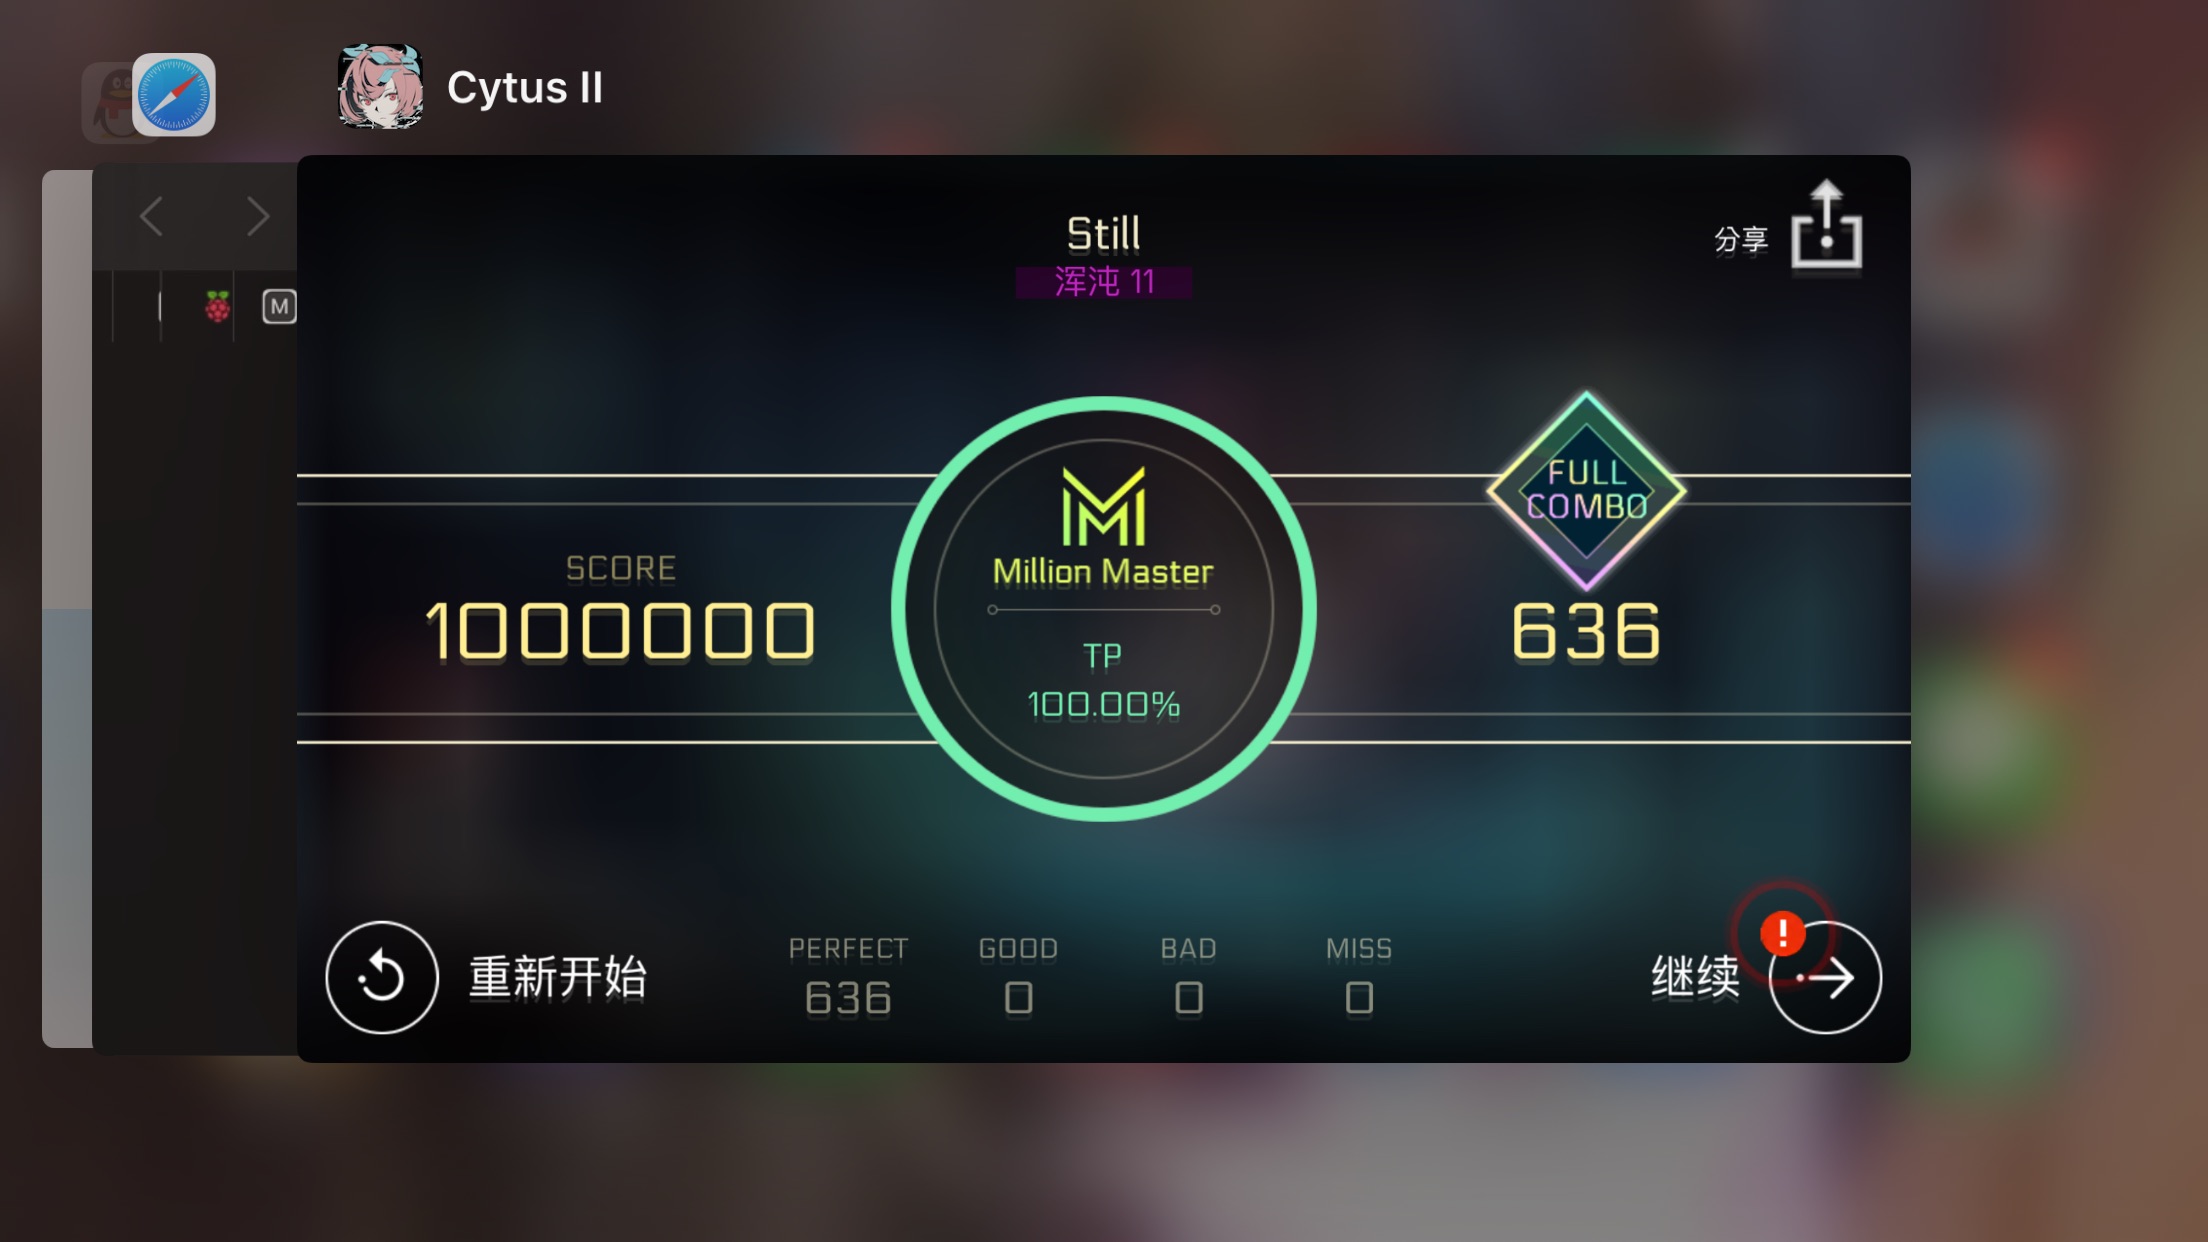 Cytus II
M
Still
浑沌 11
分享
FULL
COMBO
Million Master
SCORE
1000000
636
TP
100.00%
重新开始
PERFECT
636
GOOD
0
BAD
0
MISS
0
继续
!